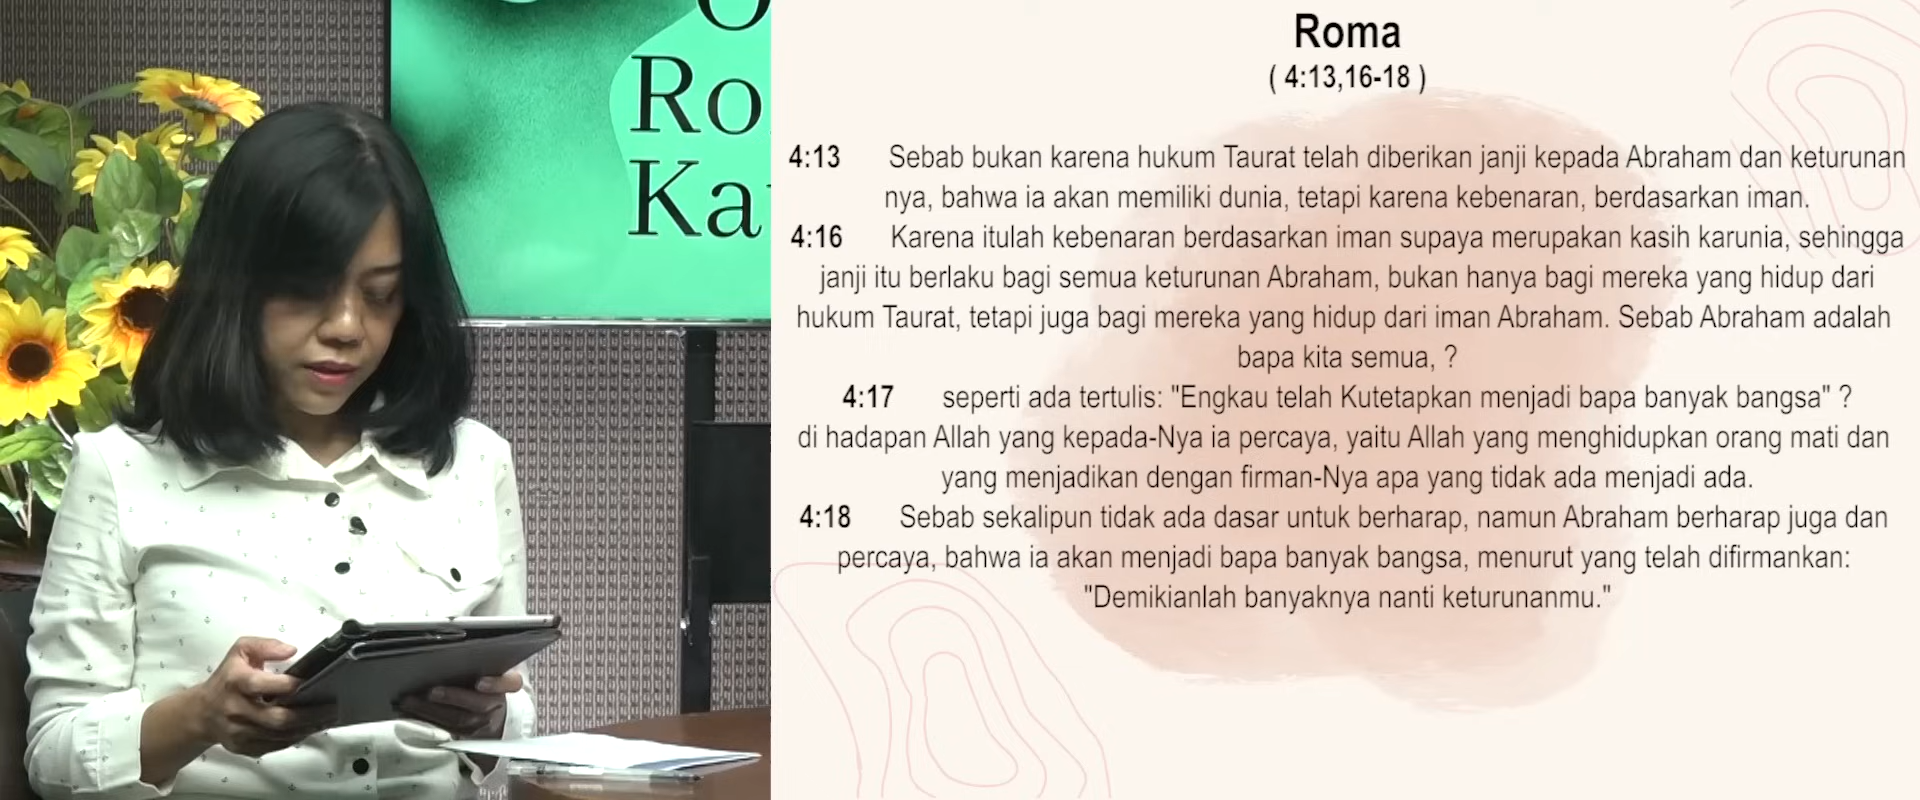 Ro
Ka
Roma
( 4:13,16-18 )
4:13 Sebab bukan karena hukum Taurat telah diberikan janji kepada Abraham dan keturunan
nya, bahwa ia akan memiliki dunia, tetapi karena kebenaran, berdasarkan iman.
4:16 Karena itulah kebenaran berdasarkan iman supaya merupakan kasih karunia, sehingga
janji itu berlaku bagi semua keturunan Abraham, bukan hanya bagi mereka yang hidup dari
hukum Taurat, tetapi juga bagi mereka yang hidup dari iman Abraham. Sebab Abraham adalah
bapa kita semua, ?
4:17 seperti ada tertulis: "Engkau telah Kutetapkan menjadi bapa banyak bangsa" ?
di hadapan Allah yang kepada-Nya ia percaya, yaitu Allah yang menghidupkan orang mati dan
yang menjadikan dengan firman-Nya apa yang tidak ada menjadi ada.
4:18 Sebab sekalipun tidak ada dasar untuk berharap, namun Abraham berharap juga dan
percaya, bahwa ia akan menjadi bapa banyak bangsa, menurut yang telah difirmankan:
"Demikianlah banyaknya nanti keturunanmu."